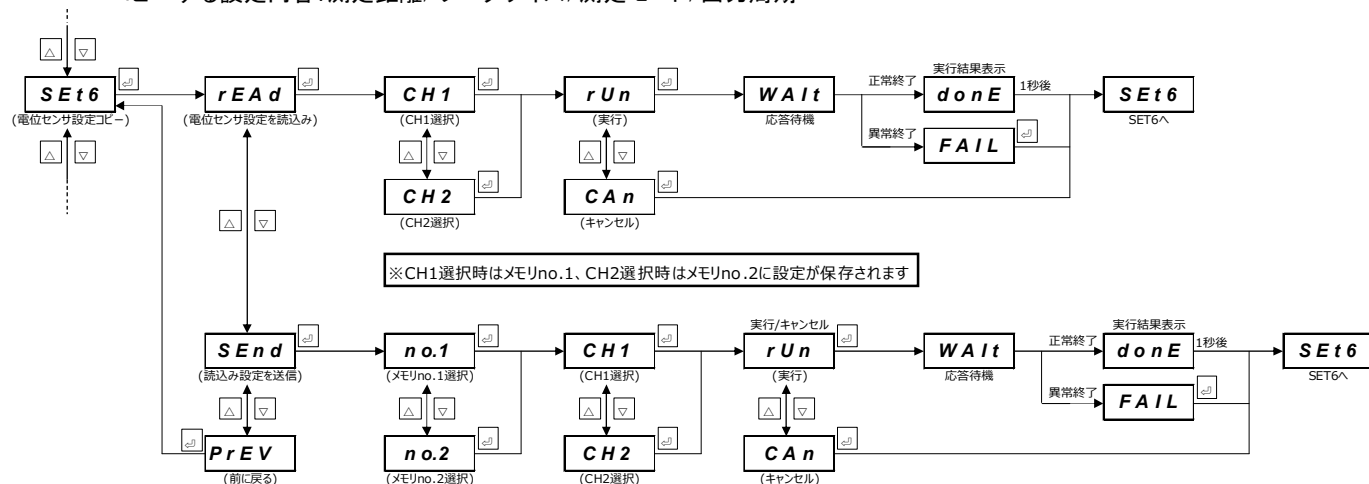 △ ▽
SEt6 ⏎
(電位センサ設定コピー)
△ ▽
rEAd ⏎
(電位センサ設定を読込み)
△ ▽
CH1 ⏎
(CH1選択)
△ ▽
CH2 ⏎
(CH2選択)
rUn ⏎
(実行)
△ ▽
CAn ⏎
(キャンセル)
WAIt
応答待機
正常終了
実行結果表示
donE
1秒後
異常終了
FAIL ⏎
SEt6
SET6へ
※CH1選択時はメモリno.1、CH2選択時はメモリno.2に設定が保存されます
SEnd ⏎
(読込み設定を送信)
△ ▽
⏎ PrEV
(前に戻る)
no.1 ⏎
(メモリno.1選択)
△ ▽
no.2 ⏎
(メモリno.2選択)
CH1 ⏎
(CH1選択)
△ ▽
CH2 ⏎
(CH2選択)
実行/キャンセル
rUn ⏎
(実行)
△ ▽
CAn ⏎
(キャンセル)
WAIt
応答待機
正常終了
実行結果表示
donE
1秒後
異常終了
FAIL ⏎
SEt6
SET6へ